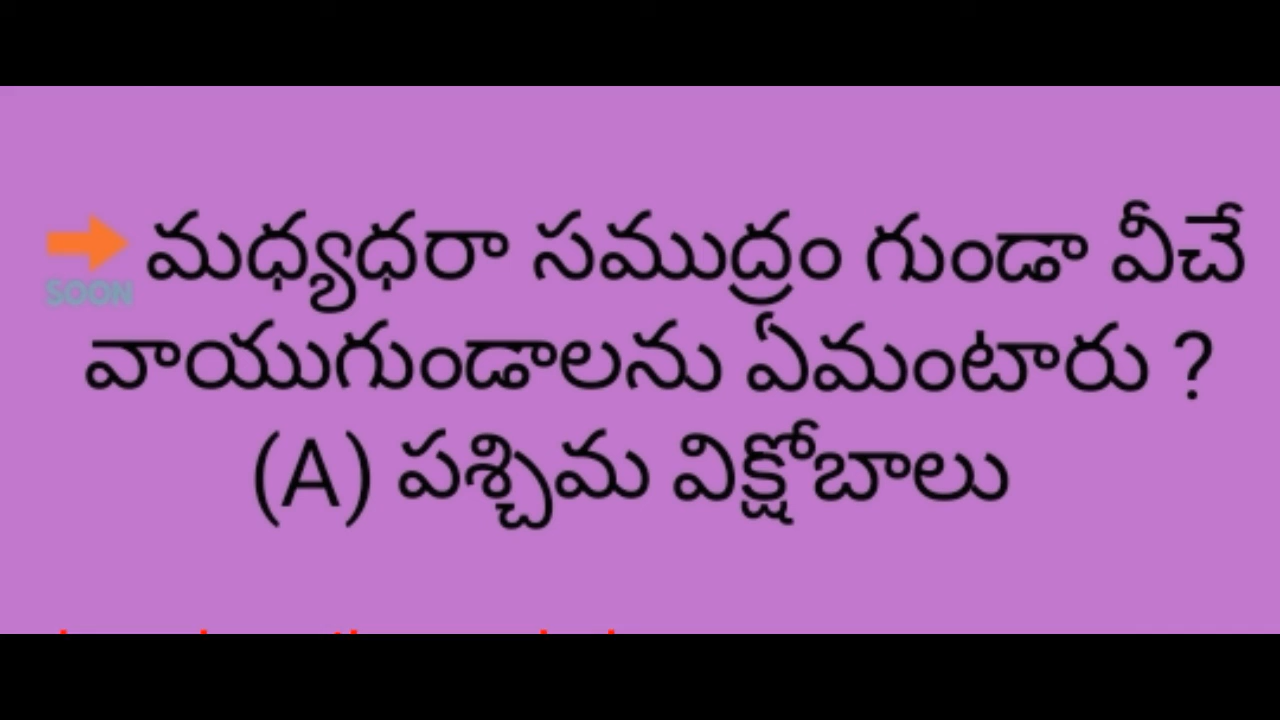 SOON మధ్యధరా సముద్రం గుండా వీచే
వాయుగుండాలను ఏమంటారు ?
(A) పశ్చిమ విక్షోబాలు